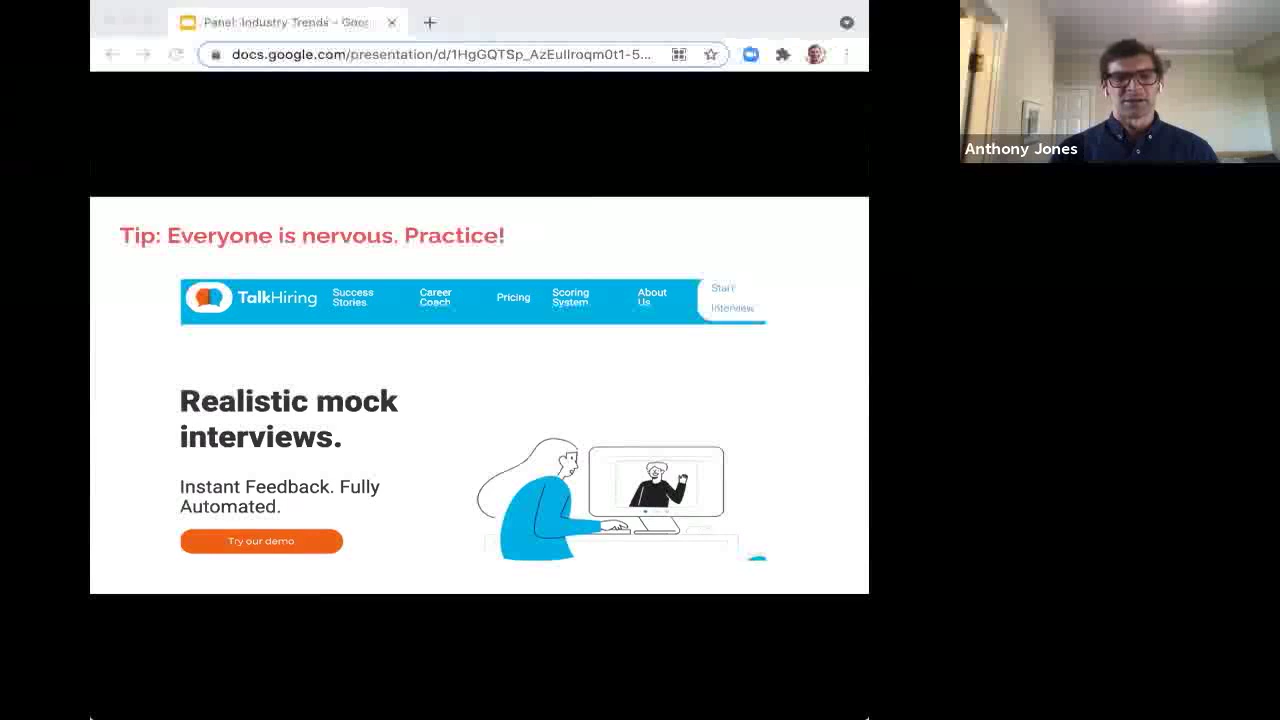 Panel: Industry Trends - Goo
docs.google.com/presentation/d/1HgGQTSp_AzEuIlroqm0t1-5...
Anthony Jones
Tip: Everyone is nervous. Practice!
TalkHiring
Success
Stories
Career
Coach
Pricing
Scoring
System
About
Us
Start
Interview
Realistic mock
interviews.
Instant Feedback. Fully
Automated.
Try our demo